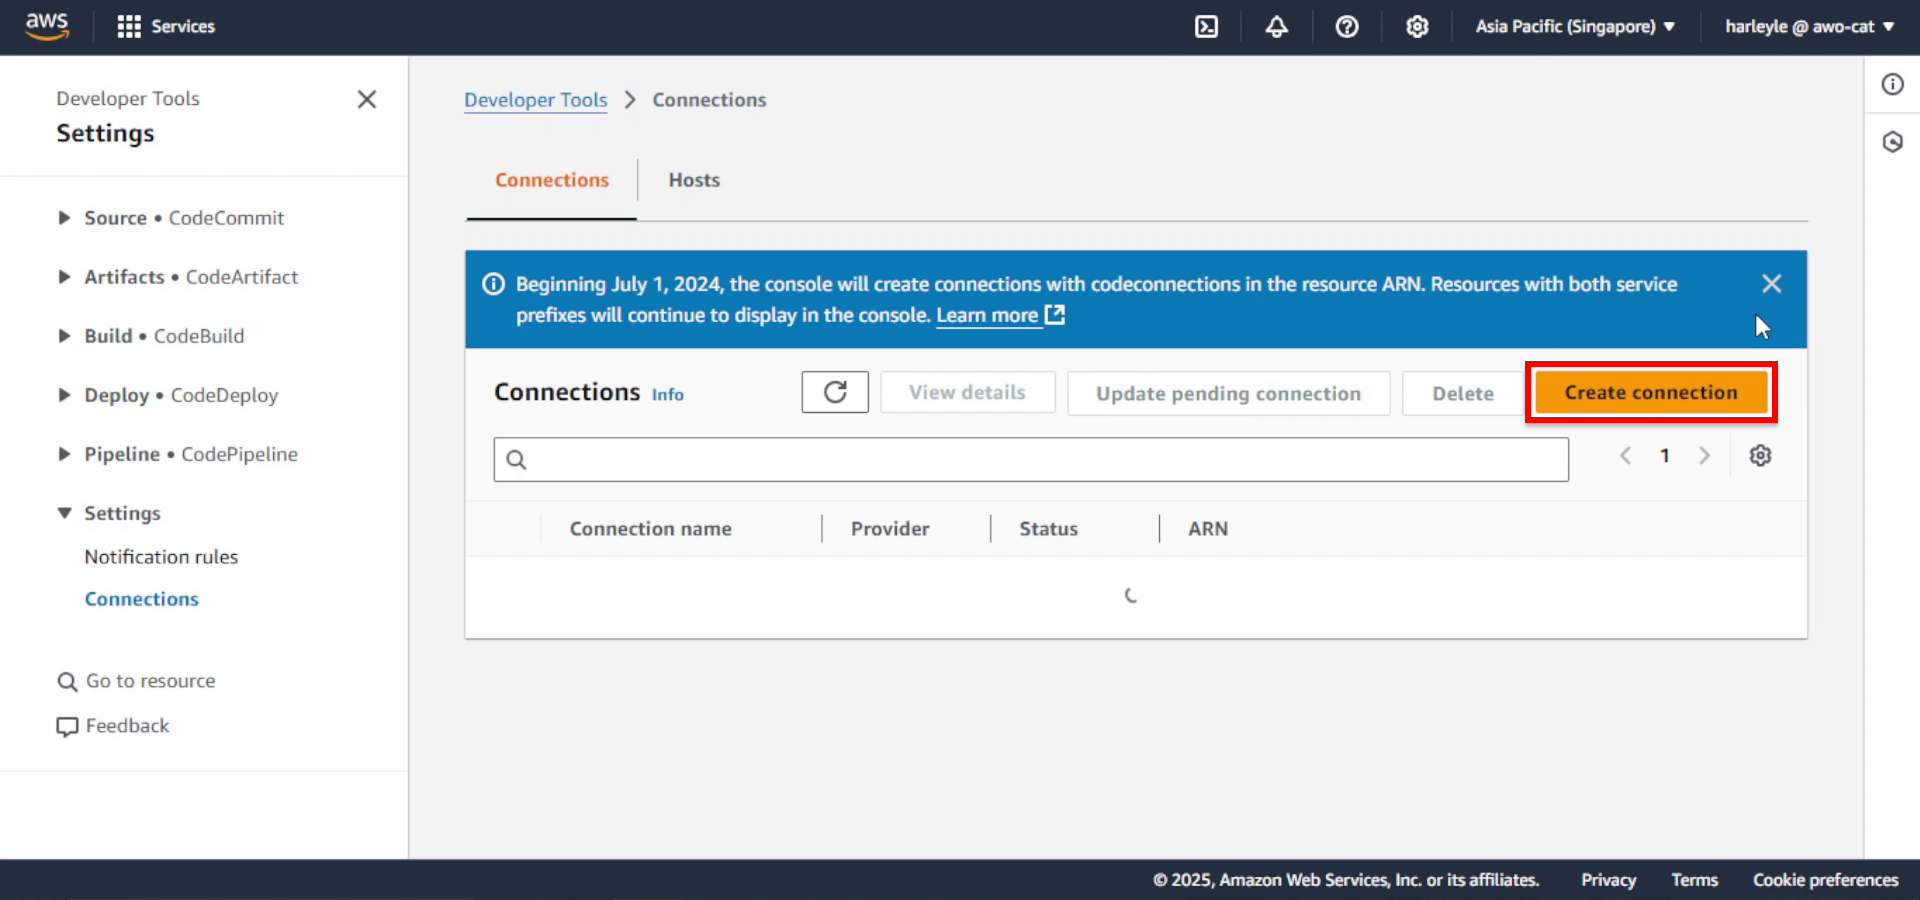 aws
Services
Asia Pacific (Singapore)
harleyle @ awo-cat
Developer Tools
Settings
Source • CodeCommit
Artifacts • CodeArtifact
Build • CodeBuild
Deploy • CodeDeploy
Pipeline • CodePipeline
Settings
Notification rules
Connections
Go to resource
Feedback
Developer Tools
Connections
Connections
Hosts
Beginning July 1, 2024, the console will create connections with codeconnections in the resource ARN. Resources with both service
prefixes will continue to display in the console. Learn more
Connections Info
View details
Update pending connection
Delete
Create connection
1
Connection name
Provider
Status
ARN
© 2025, Amazon Web Services, Inc. or its affiliates.
Privacy
Terms
Cookie preferences